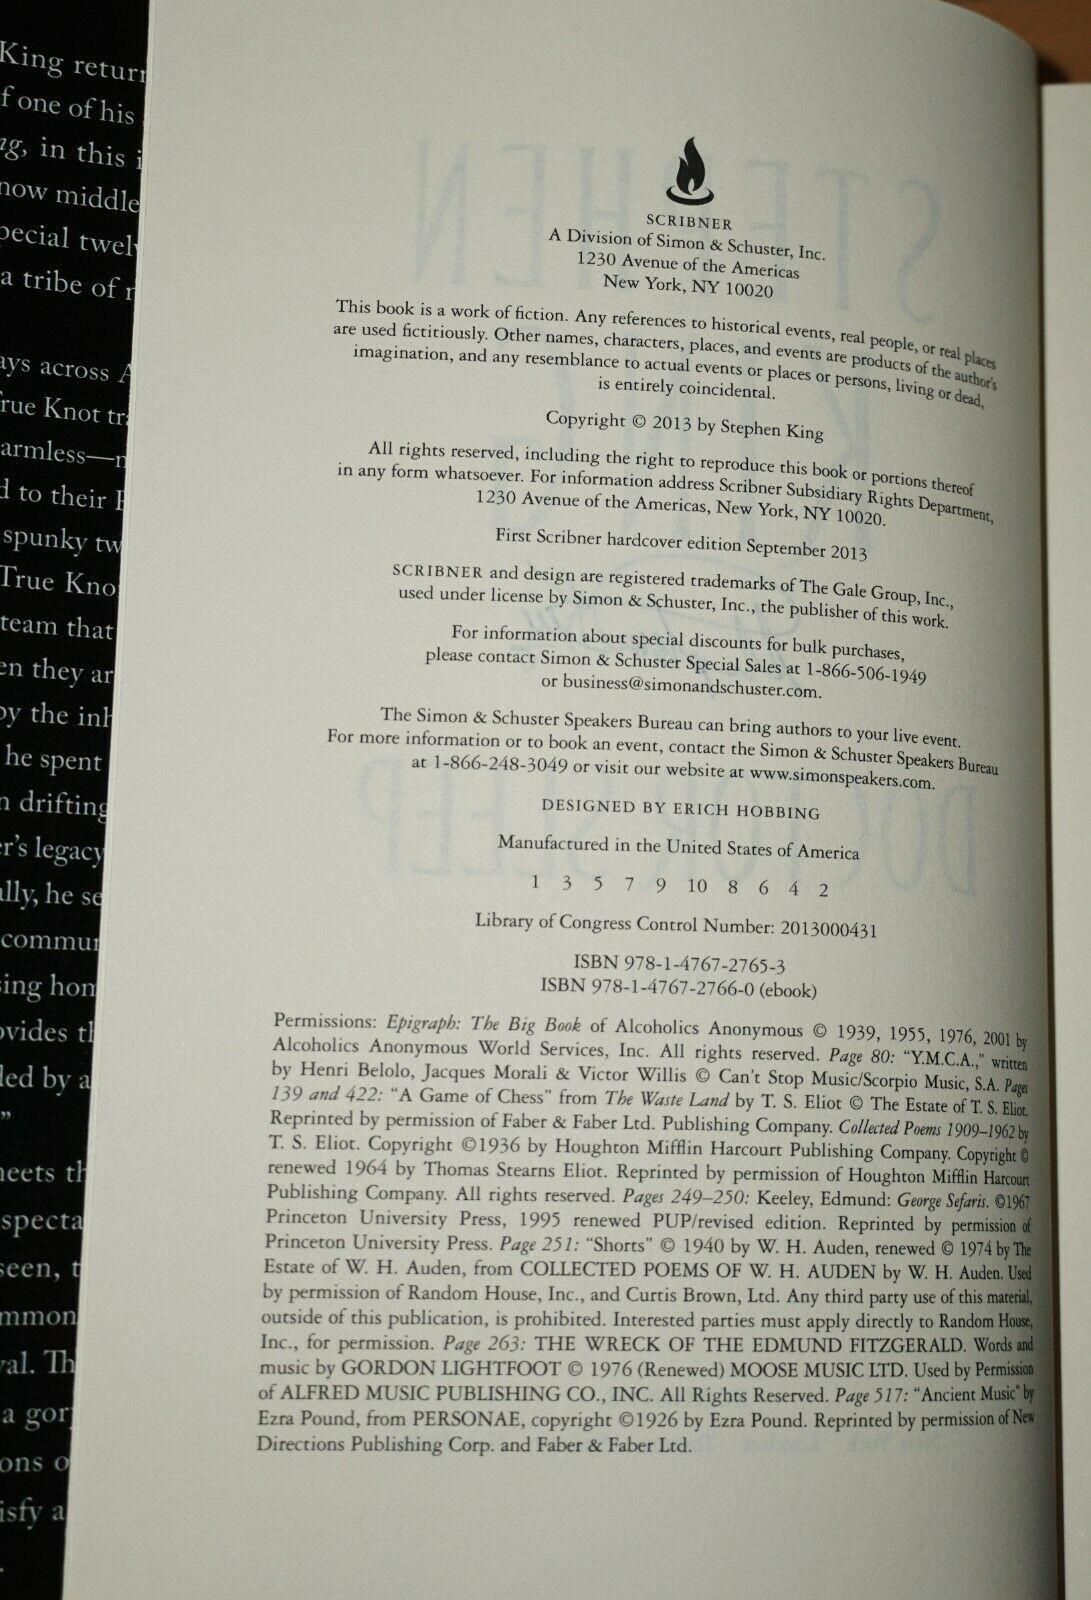 King return
f one of his
ng, in this i
now middle
pecial twelv
a tribe of
ays across A
True Knot tra
armless—
d to their
spunky tw
True Kno
team that
en they ar
by the inh
he spent
n drifting
er's legacy
lly, he se
commun
sing hom
ovides th
led by a
"
meets th
specta
seen, t
mmon
val. Th
a gor
ons o
isfy a
SCRIBNER
A Division of Simon & Schuster, Inc.
1230 Avenue of the Americas
New York, NY 10020
This book is a work of fiction. Any references to historical events, real people, or real places
are used fictitiously. Other names, characters, places, and events are products of the author's
imagination, and any resemblance to actual events or places or persons, living or dead,
is entirely coincidental.
Copyright © 2013 by Stephen King
All rights reserved, including the right to reproduce this book or portions thereof
in any form whatsoever. For information address Scribner Subsidiary Rights Department,
1230 Avenue of the Americas, New York, NY 10020.
First Scribner hardcover edition September 2013
SCRIBNER and design are registered trademarks of The Gale Group, Inc.,
used under license by Simon & Schuster, Inc., the publisher of this work.
For information about special discounts for bulk purchases,
please contact Simon & Schuster Special Sales at 1-866-506-1949
or business@simonandschuster.com.
The Simon & Schuster Speakers Bureau can bring authors to your live event.
For more information or to book an event, contact the Simon & Schuster Speakers Bureau
at 1-866-248-3049 or visit our website at www.simonspeakers.com.
DESIGNED BY ERICH HOBBING
Manufactured in the United States of America
1 3 5 7 9 10 8 6 4 2
Library of Congress Control Number: 2013000431
ISBN 978-1-4767-2765-3
ISBN 978-1-4767-2766-0 (ebook)
Permissions: Epigraph: The Big Book of Alcoholics Anonymous © 1939, 1955, 1976, 2001 by
Alcoholics Anonymous World Services, Inc. All rights reserved. Page 80: "Y.M.C.A.," written
by Henri Belolo, Jacques Morali & Victor Willis © Can't Stop Music/Scorpio Music, S.A. Pages
139 and 422: "A Game of Chess" from The Waste Land by T. S. Eliot © The Estate of T. S. Eliot.
Reprinted by permission of Faber & Faber Ltd. Publishing Company. Collected Poems 1909–1962 by
T. S. Eliot. Copyright ©1936 by Houghton Mifflin Harcourt Publishing Company. Copyright ©
renewed 1964 by Thomas Stearns Eliot. Reprinted by permission of Houghton Mifflin Harcourt
Publishing Company. All rights reserved. Pages 249–250: Keeley, Edmund: George Sefaris. ©1967
Princeton University Press, 1995 renewed PUP/revised edition. Reprinted by permission of
Princeton University Press. Page 251: "Shorts" © 1940 by W. H. Auden, renewed © 1974 by The
Estate of W. H. Auden, from COLLECTED POEMS OF W. H. AUDEN by W. H. Auden. Used
by permission of Random House, Inc., and Curtis Brown, Ltd. Any third party use of this material,
outside of this publication, is prohibited. Interested parties must apply directly to Random House,
Inc., for permission. Page 263: THE WRECK OF THE EDMUND FITZGERALD. Words and
music by GORDON LIGHTFOOT © 1976 (Renewed) MOOSE MUSIC LTD. Used by Permission
of ALFRED MUSIC PUBLISHING CO., INC. All Rights Reserved. Page 517: "Ancient Music" by
Ezra Pound, from PERSONAE, copyright ©1926 by Ezra Pound. Reprinted by permission of New
Directions Publishing Corp. and Faber & Faber Ltd.